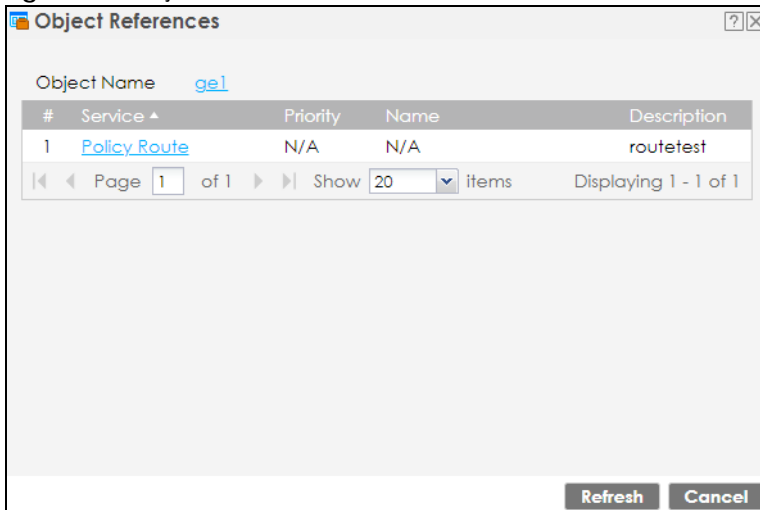 Object References
Object Name ge1
# Service Priority Name Description
1 Policy Route N/A N/A routetest
Page 1 of 1 Show 20 items Displaying 1 - 1 of 1
Refresh Cancel